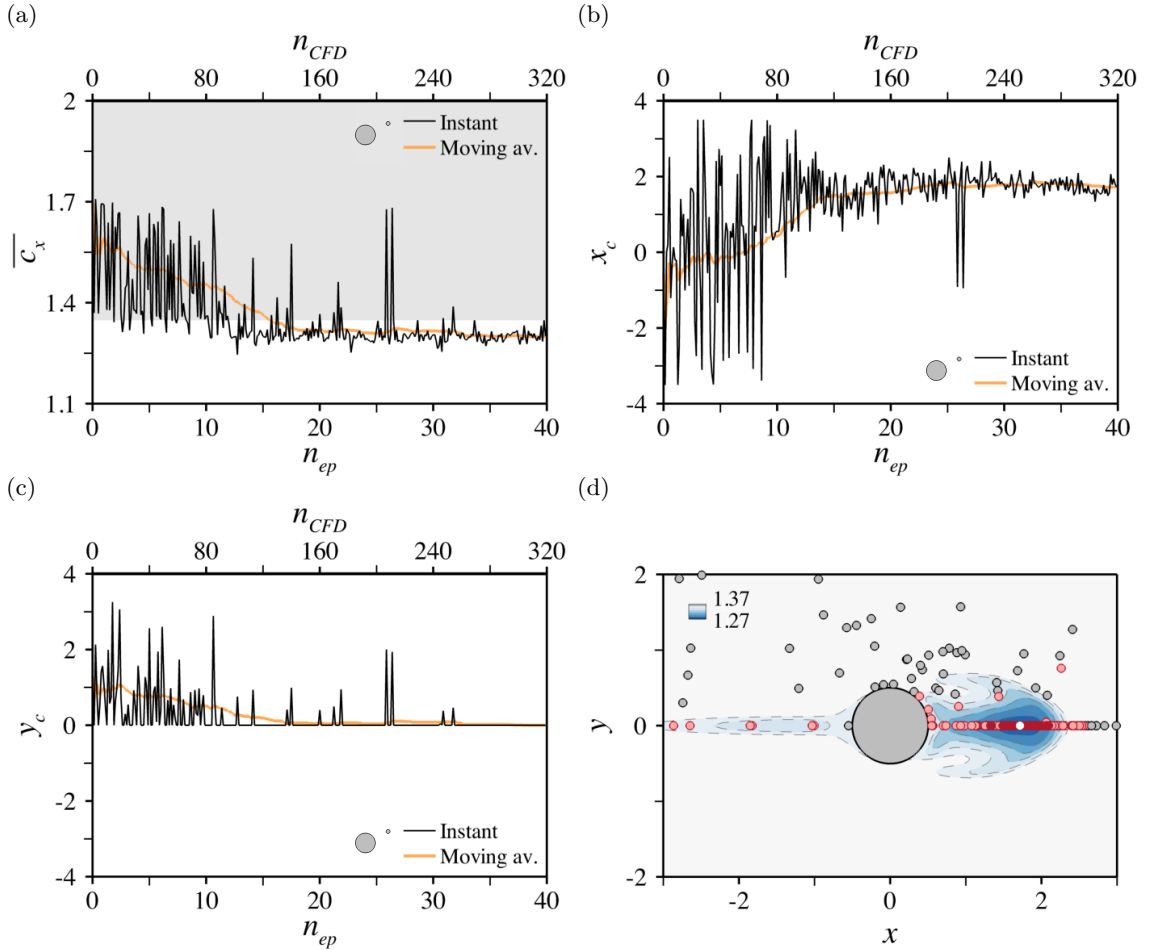 (a)
n_CFD
0 80 160 240 320
2
1.7
1.4
1.1
c_x
Instant
Moving av.
0 10 20 30 40
n_ep
(b)
n_CFD
0 80 160 240 320
4
2
0
-2
-4
x_c
Instant
Moving av.
0 10 20 30 40
n_ep
(c)
n_CFD
0 80 160 240 320
4
2
0
-2
-4
y_c
Instant
Moving av.
0 10 20 30 40
n_ep
(d)
2
0
-2
y
1.37
1.27
-2 0 2
x